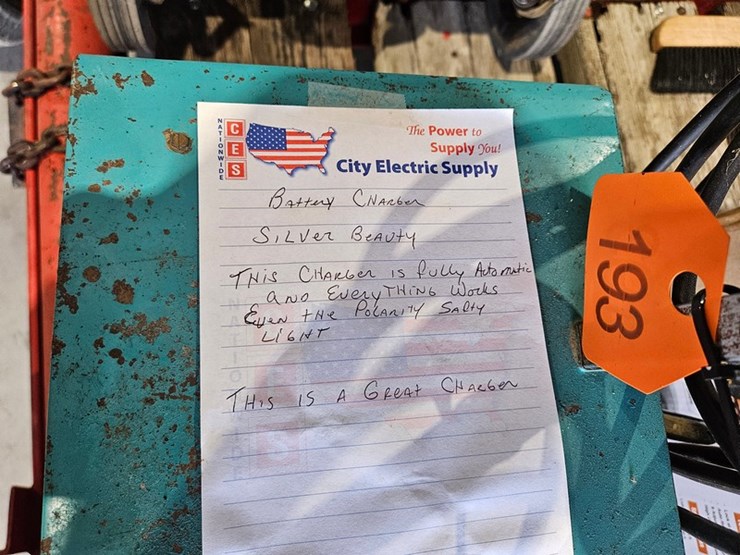 NATIONWIDE
CES
The Power to
Supply You!
City Electric Supply
Battery Charger
Silver Beauty
This Charger is fully Automatic
and Everything Works
Even the Polarity Safty
Light
This is a Great Charger
193